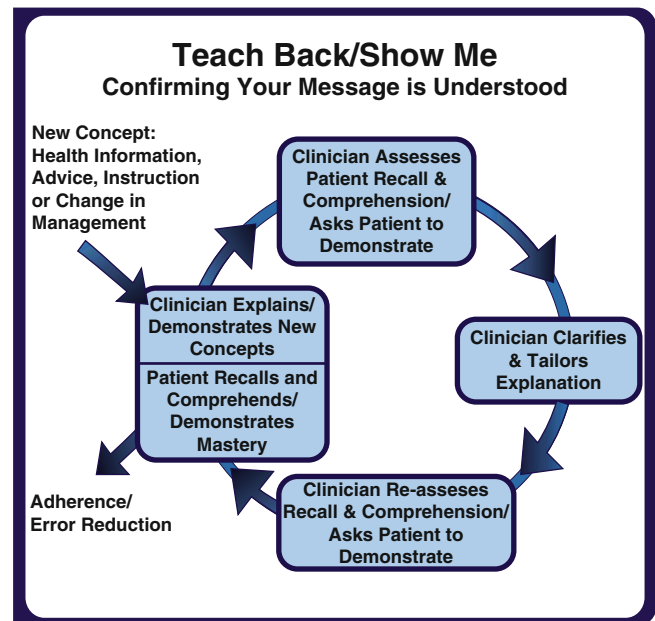 Teach Back/Show Me
Confirming Your Message is Understood
New Concept:
Health Information,
Advice, Instruction
or Change in
Management
Clinician Assesses
Patient Recall &
Comprehension/
Asks Patient to
Demonstrate
Clinician Explains/
Demonstrates New
Concepts
Patient Recalls and
Comprehends/
Demonstrates
Mastery
Clinician Clarifies
& Tailors
Explanation
Clinician Re-asseses
Recall & Comprehension/
Asks Patient to
Demonstrate
Adherence/
Error Reduction